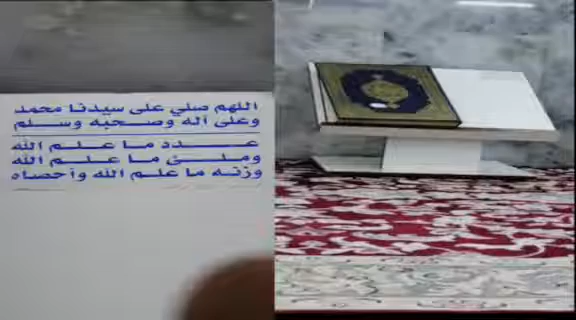 اللهم صلي على سيدنا محمد
وعلى آله وصحبه وسلم
عدد ما علم الله
وملئ ما علم الله
وزنه ما علم الله وأحصاه